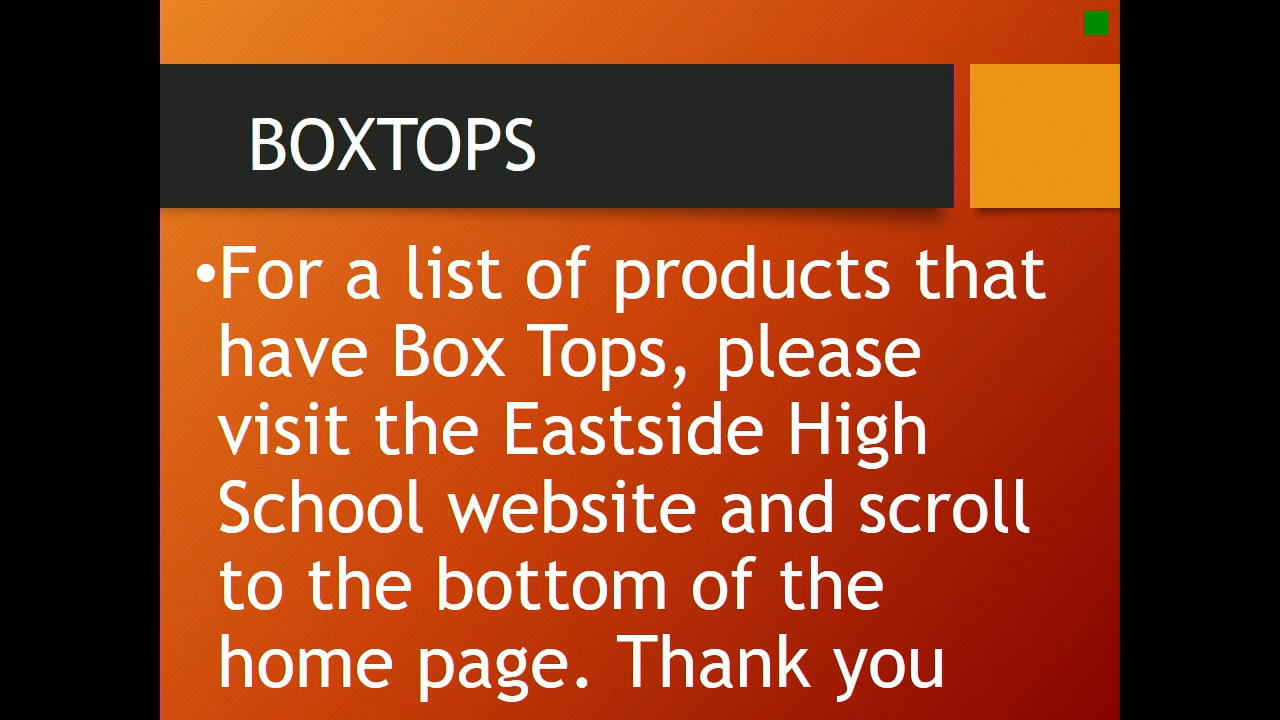 BOXTOPS
•For a list of products that
have Box Tops, please
visit the Eastside High
School website and scroll
to the bottom of the
home page. Thank you